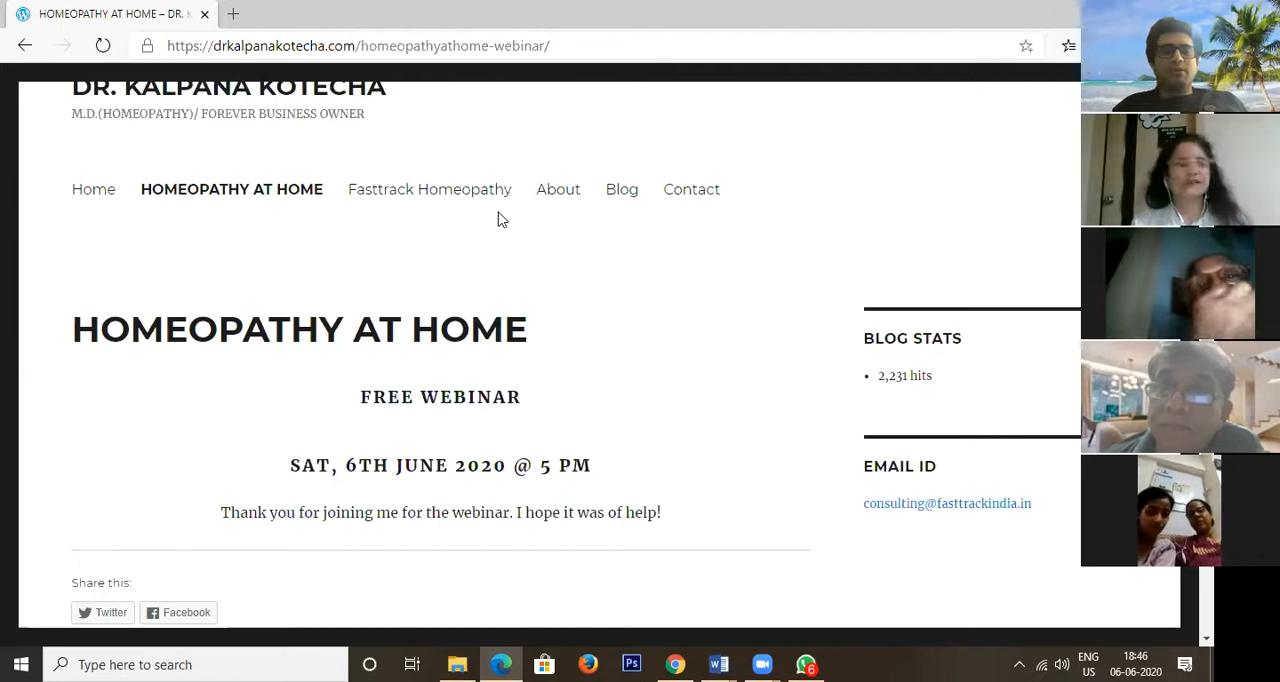 HOMEOPATHY AT HOME – DR. K
https://drkalpanakotecha.com/homeopathyathome-webinar/
DR. KALPANA KOTECHA
M.D.(HOMEOPATHY)/ FOREVER BUSINESS OWNER
Home HOMEOPATHY AT HOME Fasttrack Homeopathy About Blog Contact
HOMEOPATHY AT HOME
FREE WEBINAR
SAT, 6TH JUNE 2020 @ 5 PM
Thank you for joining me for the webinar. I hope it was of help!
Share this:
Twitter Facebook
BLOG STATS
2,231 hits
EMAIL ID
consulting@fasttrackindia.in
Type here to search
Ps
W
6
ENG
US
18:46
06-06-2020